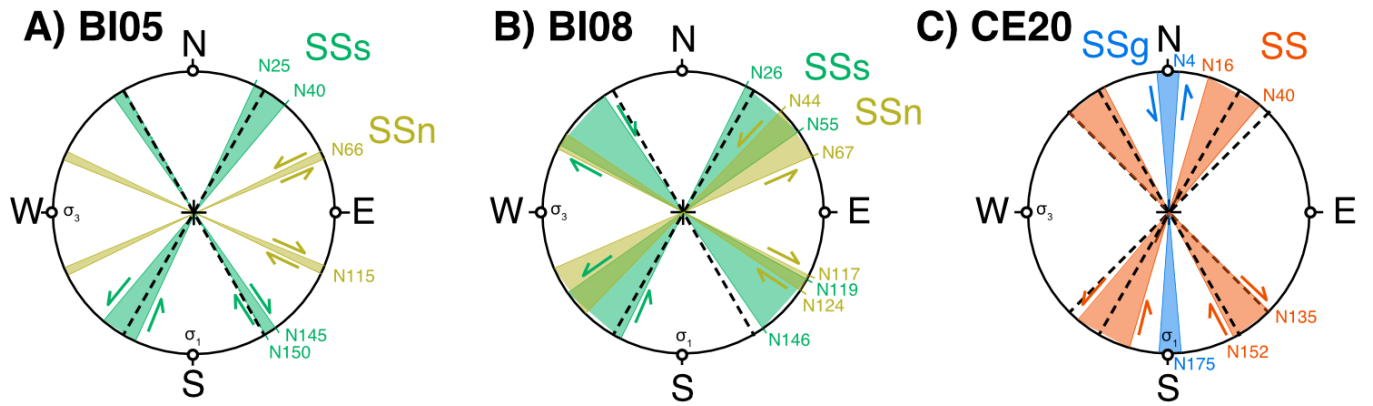 A) BI05
N
SSs
N25
N40
SSn
N66
W
σ3
E
N115
σ1
N145
N150
S
B) BI08
N
SSs
N26
N44
SSn
N55
N67
W
σ3
E
N117
N119
N124
σ1
N146
S
C) CE20
SSg
N
N4
N16
SS
N40
W
σ3
E
N135
σ1
N152
N175
S